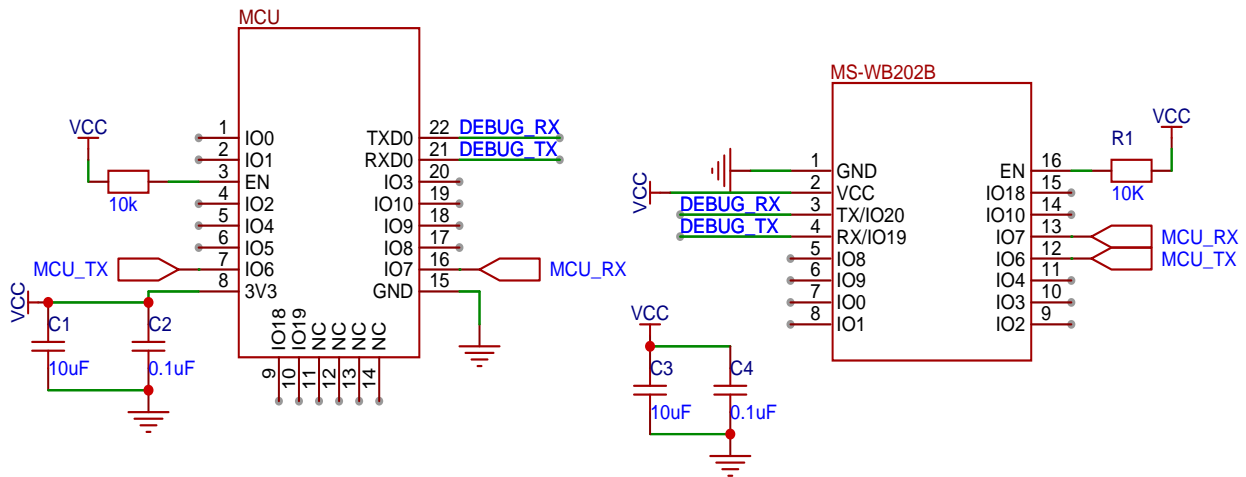 MCU
VCC
10k
1 IO0
2 IO1
3 EN
4 IO2
5 IO4
6 IO5
7 IO6
8 3V3
MCU_TX
VCC
C1
10uF
C2
0.1uF
9 IO18
10 IO19
11 NC
12 NC
13 NC
14 NC
TXD0 22 DEBUG_RX
RXD0 21 DEBUG_TX
IO3 20
IO10 19
IO9 18
IO8 17
IO7 16 MCU_RX
GND 15
MS-WB202B
VCC
DEBUG_RX
DEBUG_TX
1 GND
2 VCC
3 TX/IO20
4 RX/IO19
5 IO8
6 IO9
7 IO0
8 IO1
EN 16
IO18 15
IO10 14
IO7 13 MCU_RX
IO6 12 MCU_TX
IO4 11
IO3 10
IO2 9
R1
10K
VCC
VCC
C3
10uF
C4
0.1uF